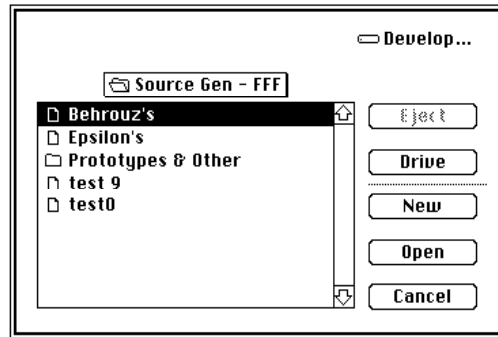 Develop...
Source Gen - FFF
Behrouz's
Epsilon's
Prototypes & Other
test 9
test0
Eject
Drive
New
Open
Cancel